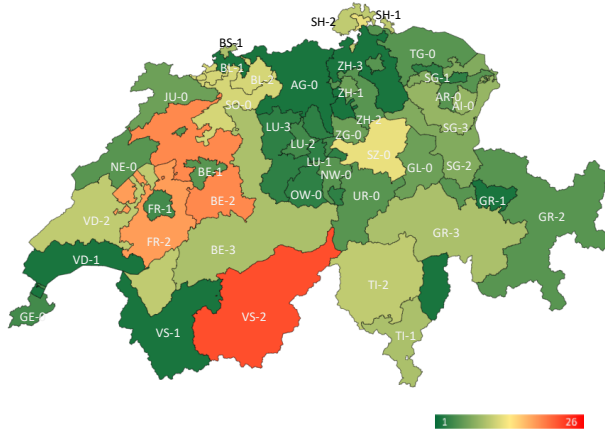 SH-2
SH-1
BS-1
TG-0
BL-1
ZH-3
BL-2
SG-1
AG-0
ZH-1
AR-0
JU-0
AI-0
SO-0
ZH-2
LU-3
SG-3
ZG-0
LU-2
SZ-0
NE-0
LU-1
SG-2
BE-1
NW-0
GL-0
OW-0
UR-0
GR-1
FR-1
BE-2
GR-2
VD-2
GR-3
FR-2
BE-3
VD-1
TI-2
GE-0
VS-2
VS-1
TI-1
1
26